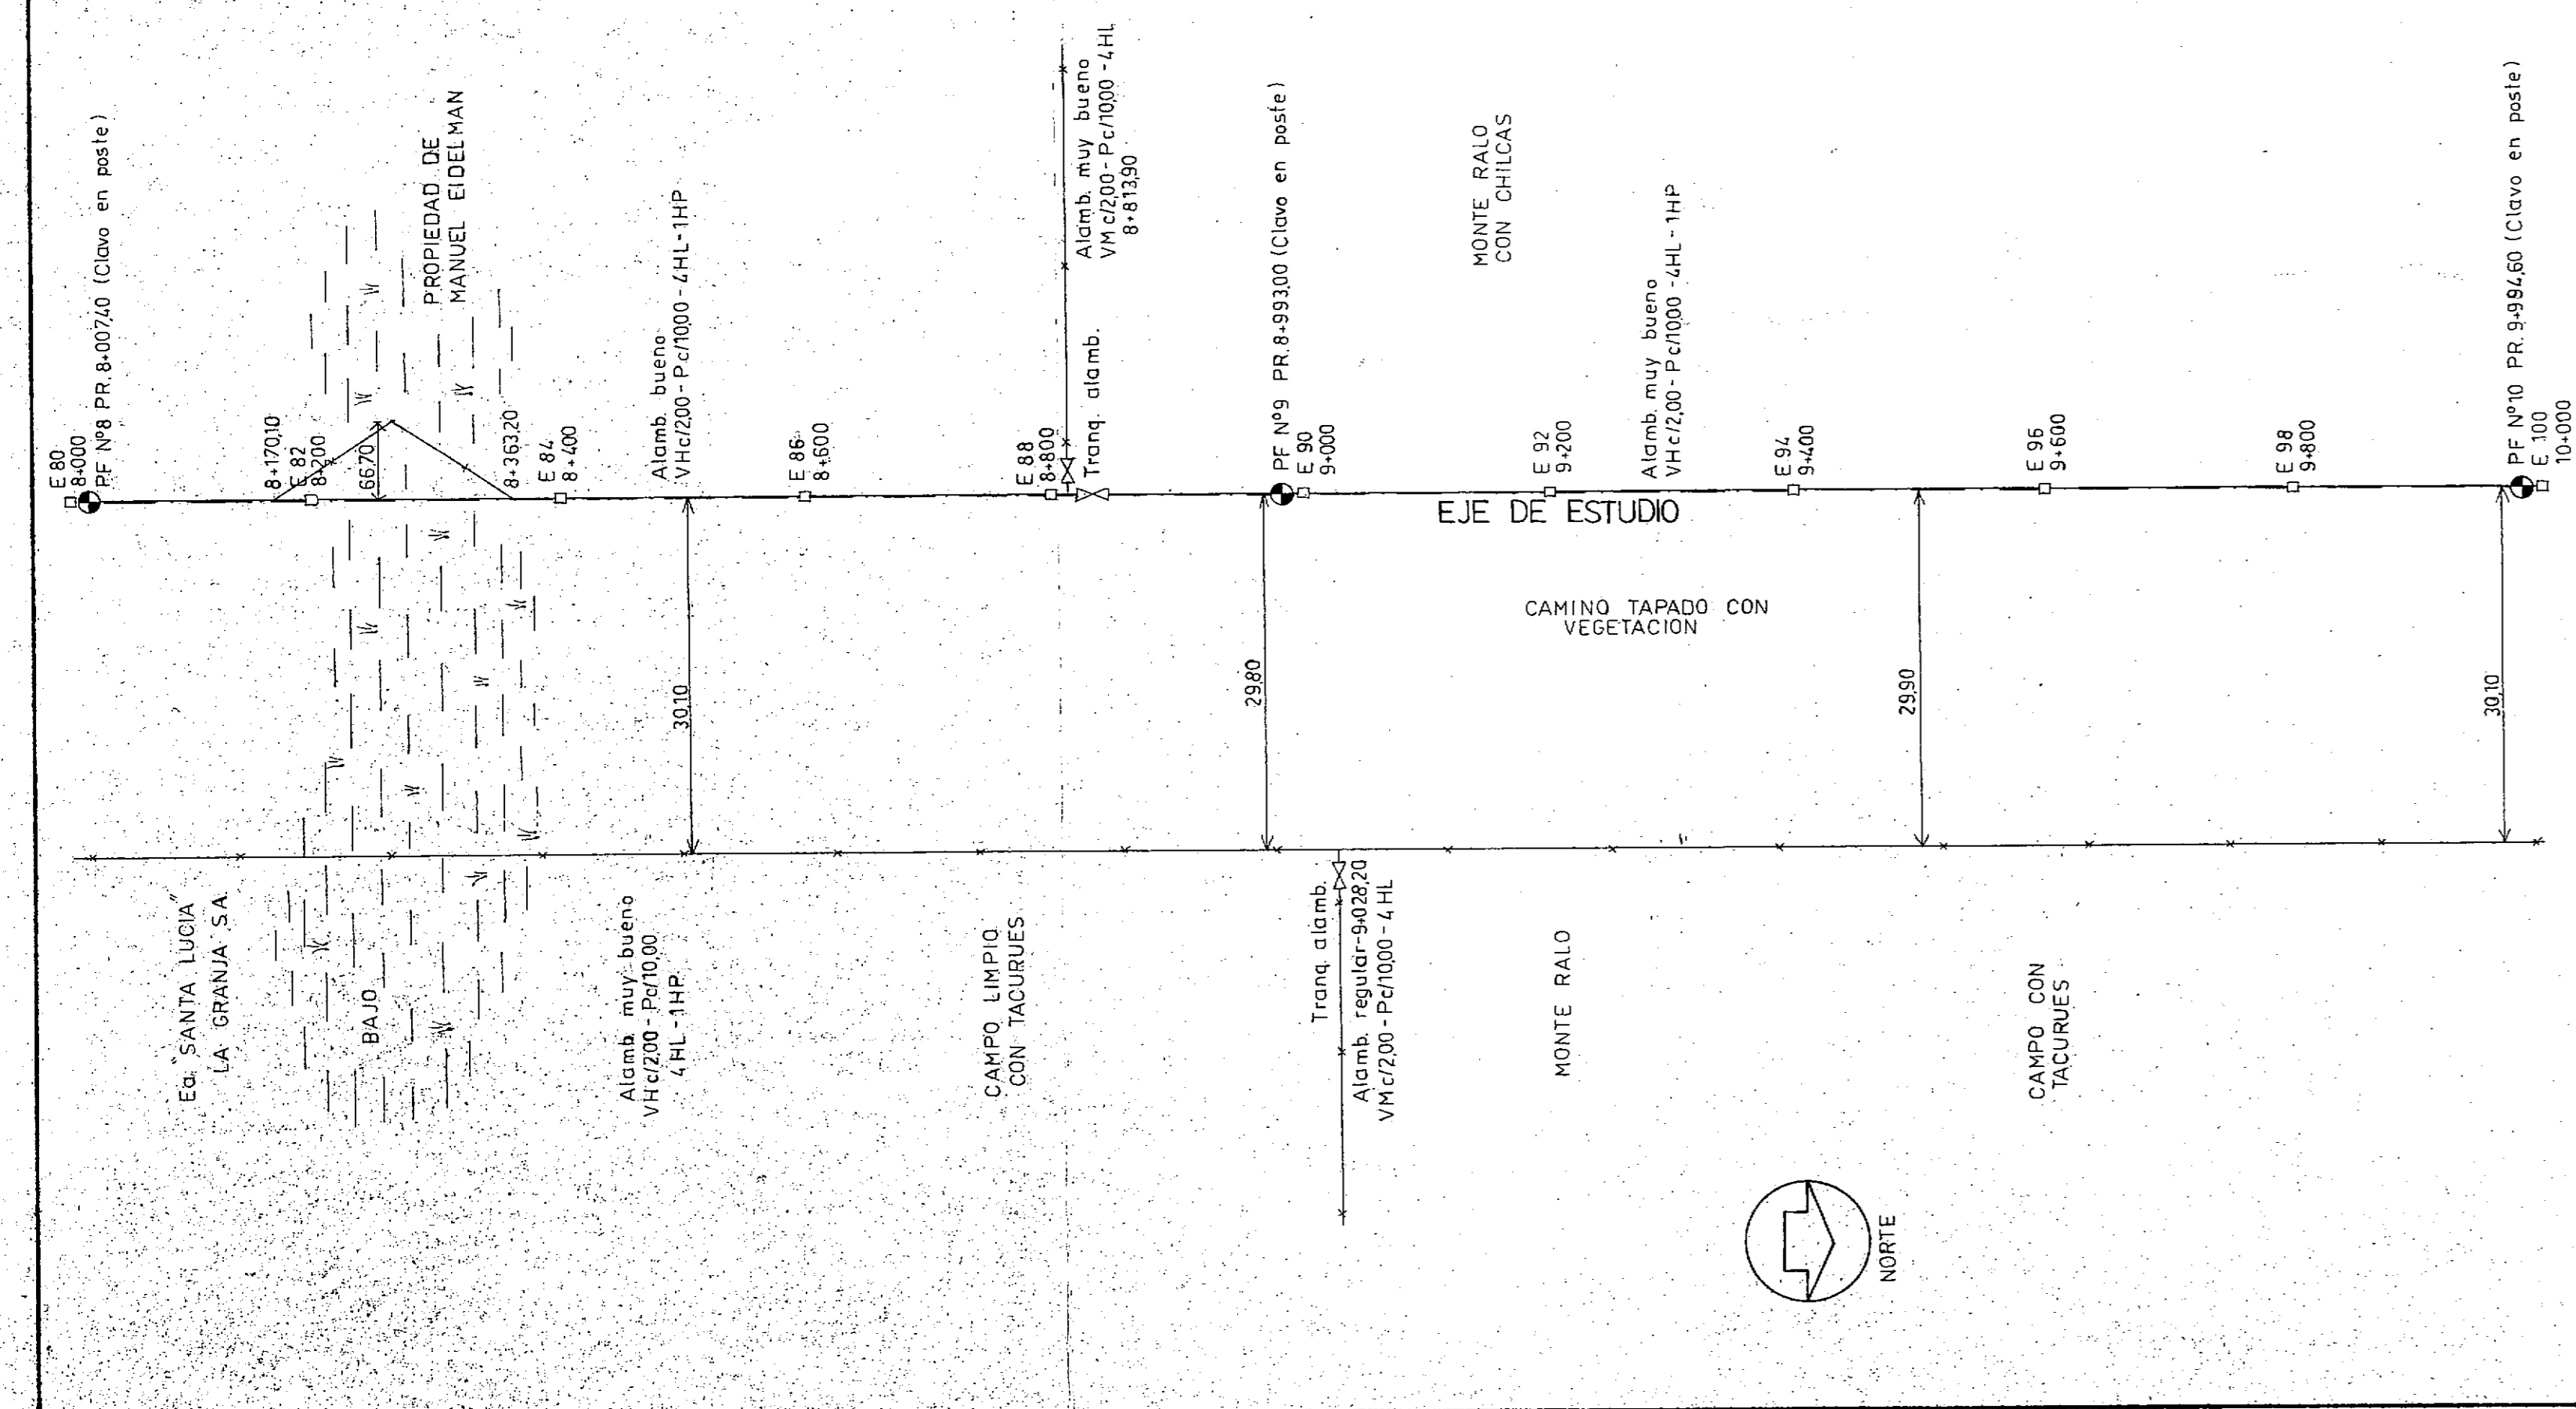 E 80
8+000
PF Nº8 PR. 8+007,40 (Clavo en poste)
8+170,10
E 82
8+200
66,70
PROPIEDAD DE
MANUEL EIDELMAN
8+363,20
E 84
8+400
Alamb. bueno
VHc/2,00 - Pc/10,00 - 4HL - 1HP
E 86
8+600
E 88
8+800
Alamb. muy bueno
VM c/2,00 - Pc/10,00 - 4HL
8+813,90
Tranq. alamb.
PF Nº9 PR. 8+993,00 (Clavo en poste)
E 90
9+000
MONTE RALO
CON CHILCAS
E 92
9+200
Alamb. muy bueno
VHc/2,00 - Pc/10,00 - 4HL - 1HP
E 94
9+400
E 96
9+600
E 98
9+800
PF Nº10 PR. 9+994,60 (Clavo en poste)
E 100
10+000
EJE DE ESTUDIO
CAMINO TAPADO CON
VEGETACION
30,10
29,80
29,90
30,10
Ea. "SANTA LUCIA"
LA GRANJA S.A.
BAJO
Alamb. muy bueno
VHc/2,00 - Pc/10,00
4HL - 1HP.
CAMPO LIMPIO
CON TACURUES
Tranq. alamb.
Alamb. regular-9+028,20
VMc/2,00 - Pc/10,00 - 4HL
MONTE RALO
CAMPO CON
TACURUES
NORTE